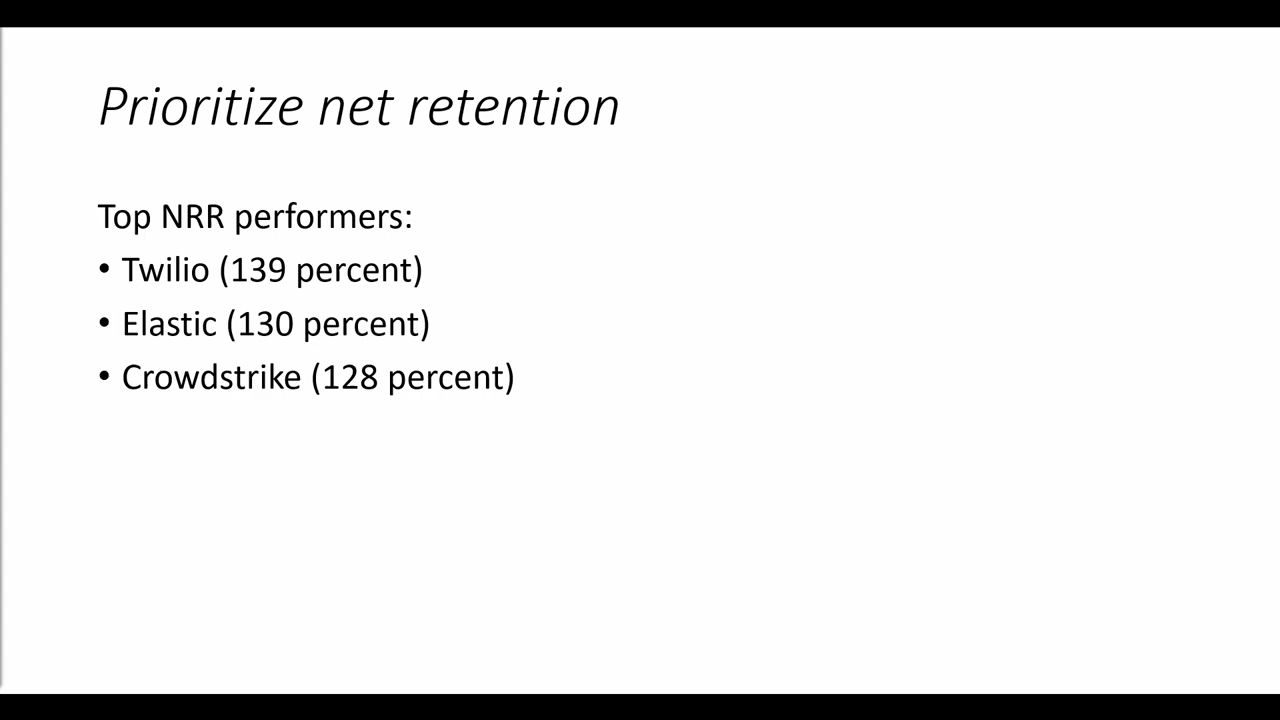 Prioritize net retention
Top NRR performers:
• Twilio (139 percent)
• Elastic (130 percent)
• Crowdstrike (128 percent)